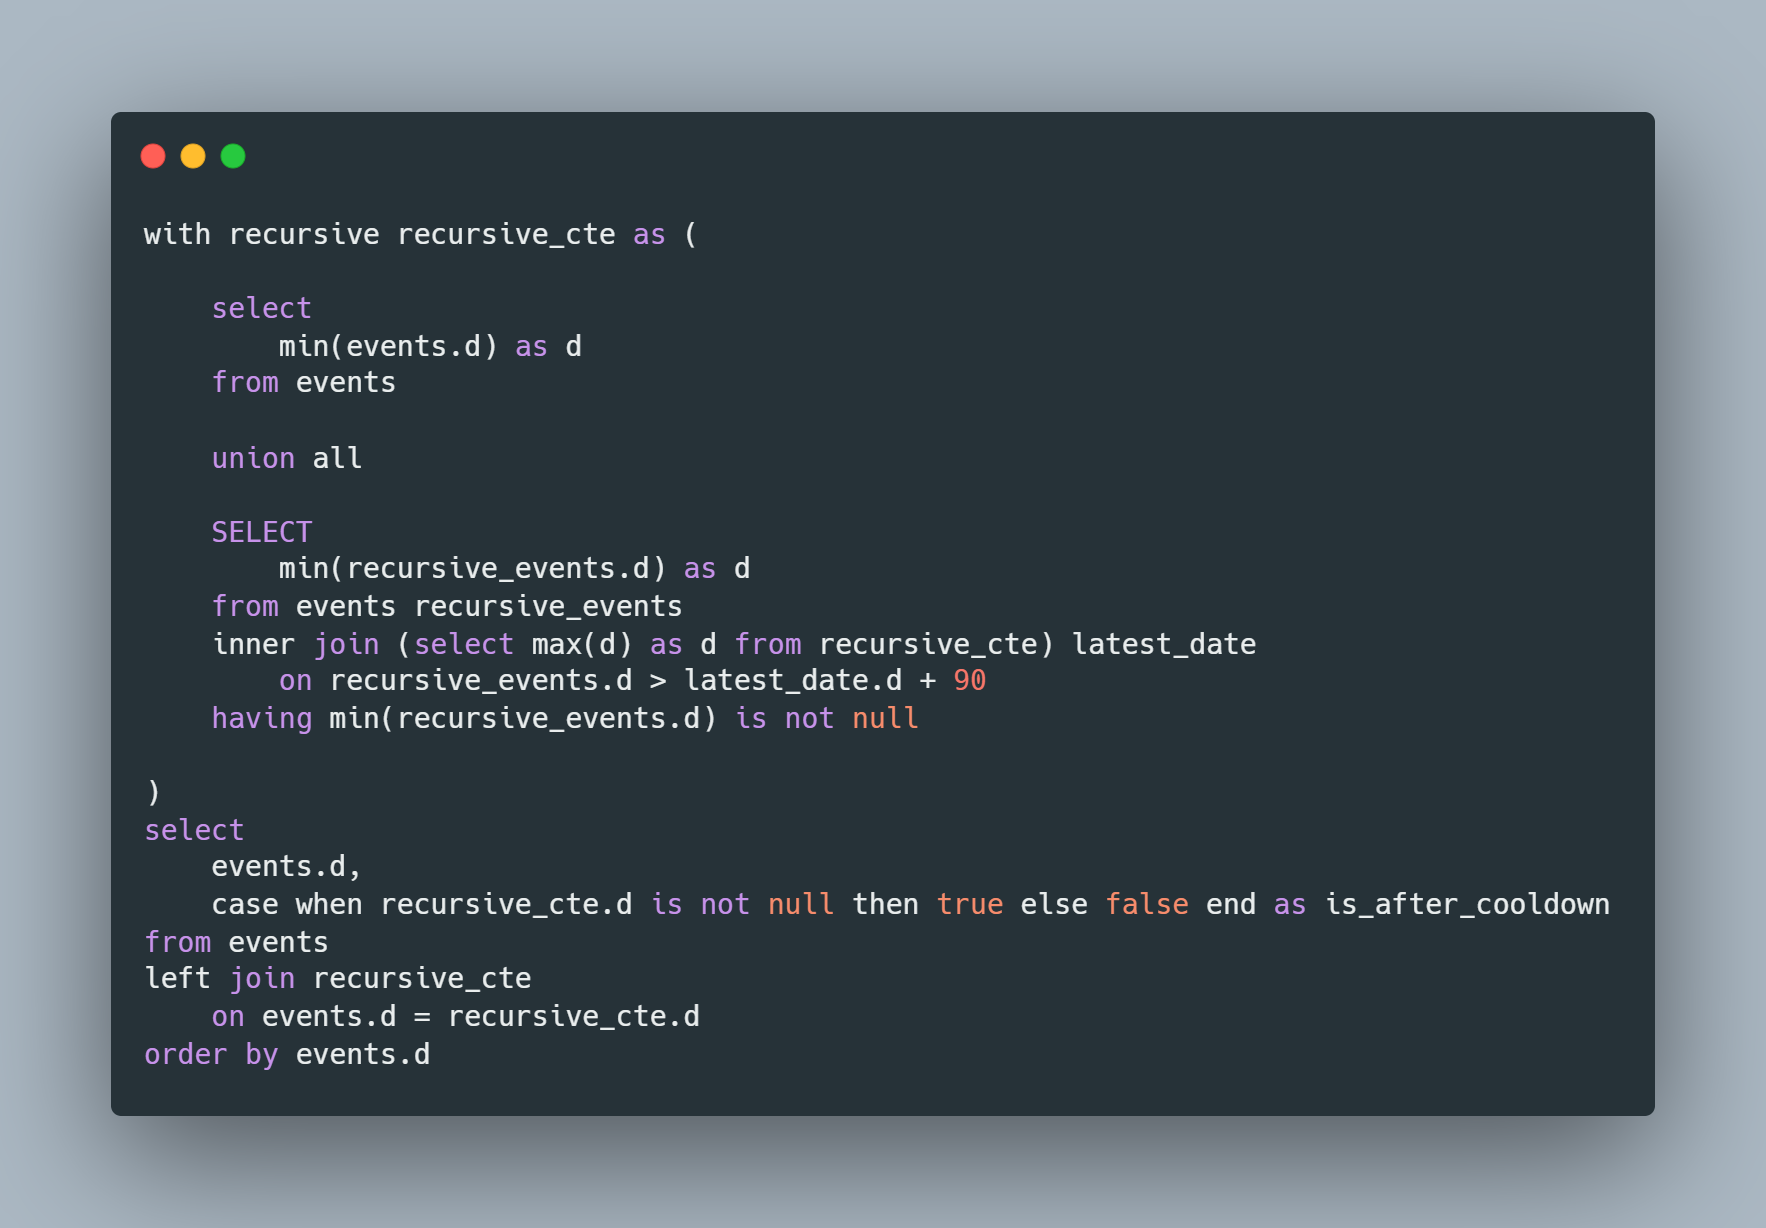 with recursive recursive_cte as (
    select
        min(events.d) as d
    from events
    union all
    SELECT
        min(recursive_events.d) as d
    from events recursive_events
    inner join (select max(d) as d from recursive_cte) latest_date
        on recursive_events.d > latest_date.d + 90
    having min(recursive_events.d) is not null
)
select
    events.d,
    case when recursive_cte.d is not null then true else false end as is_after_cooldown
from events
left join recursive_cte
    on events.d = recursive_cte.d
order by events.d